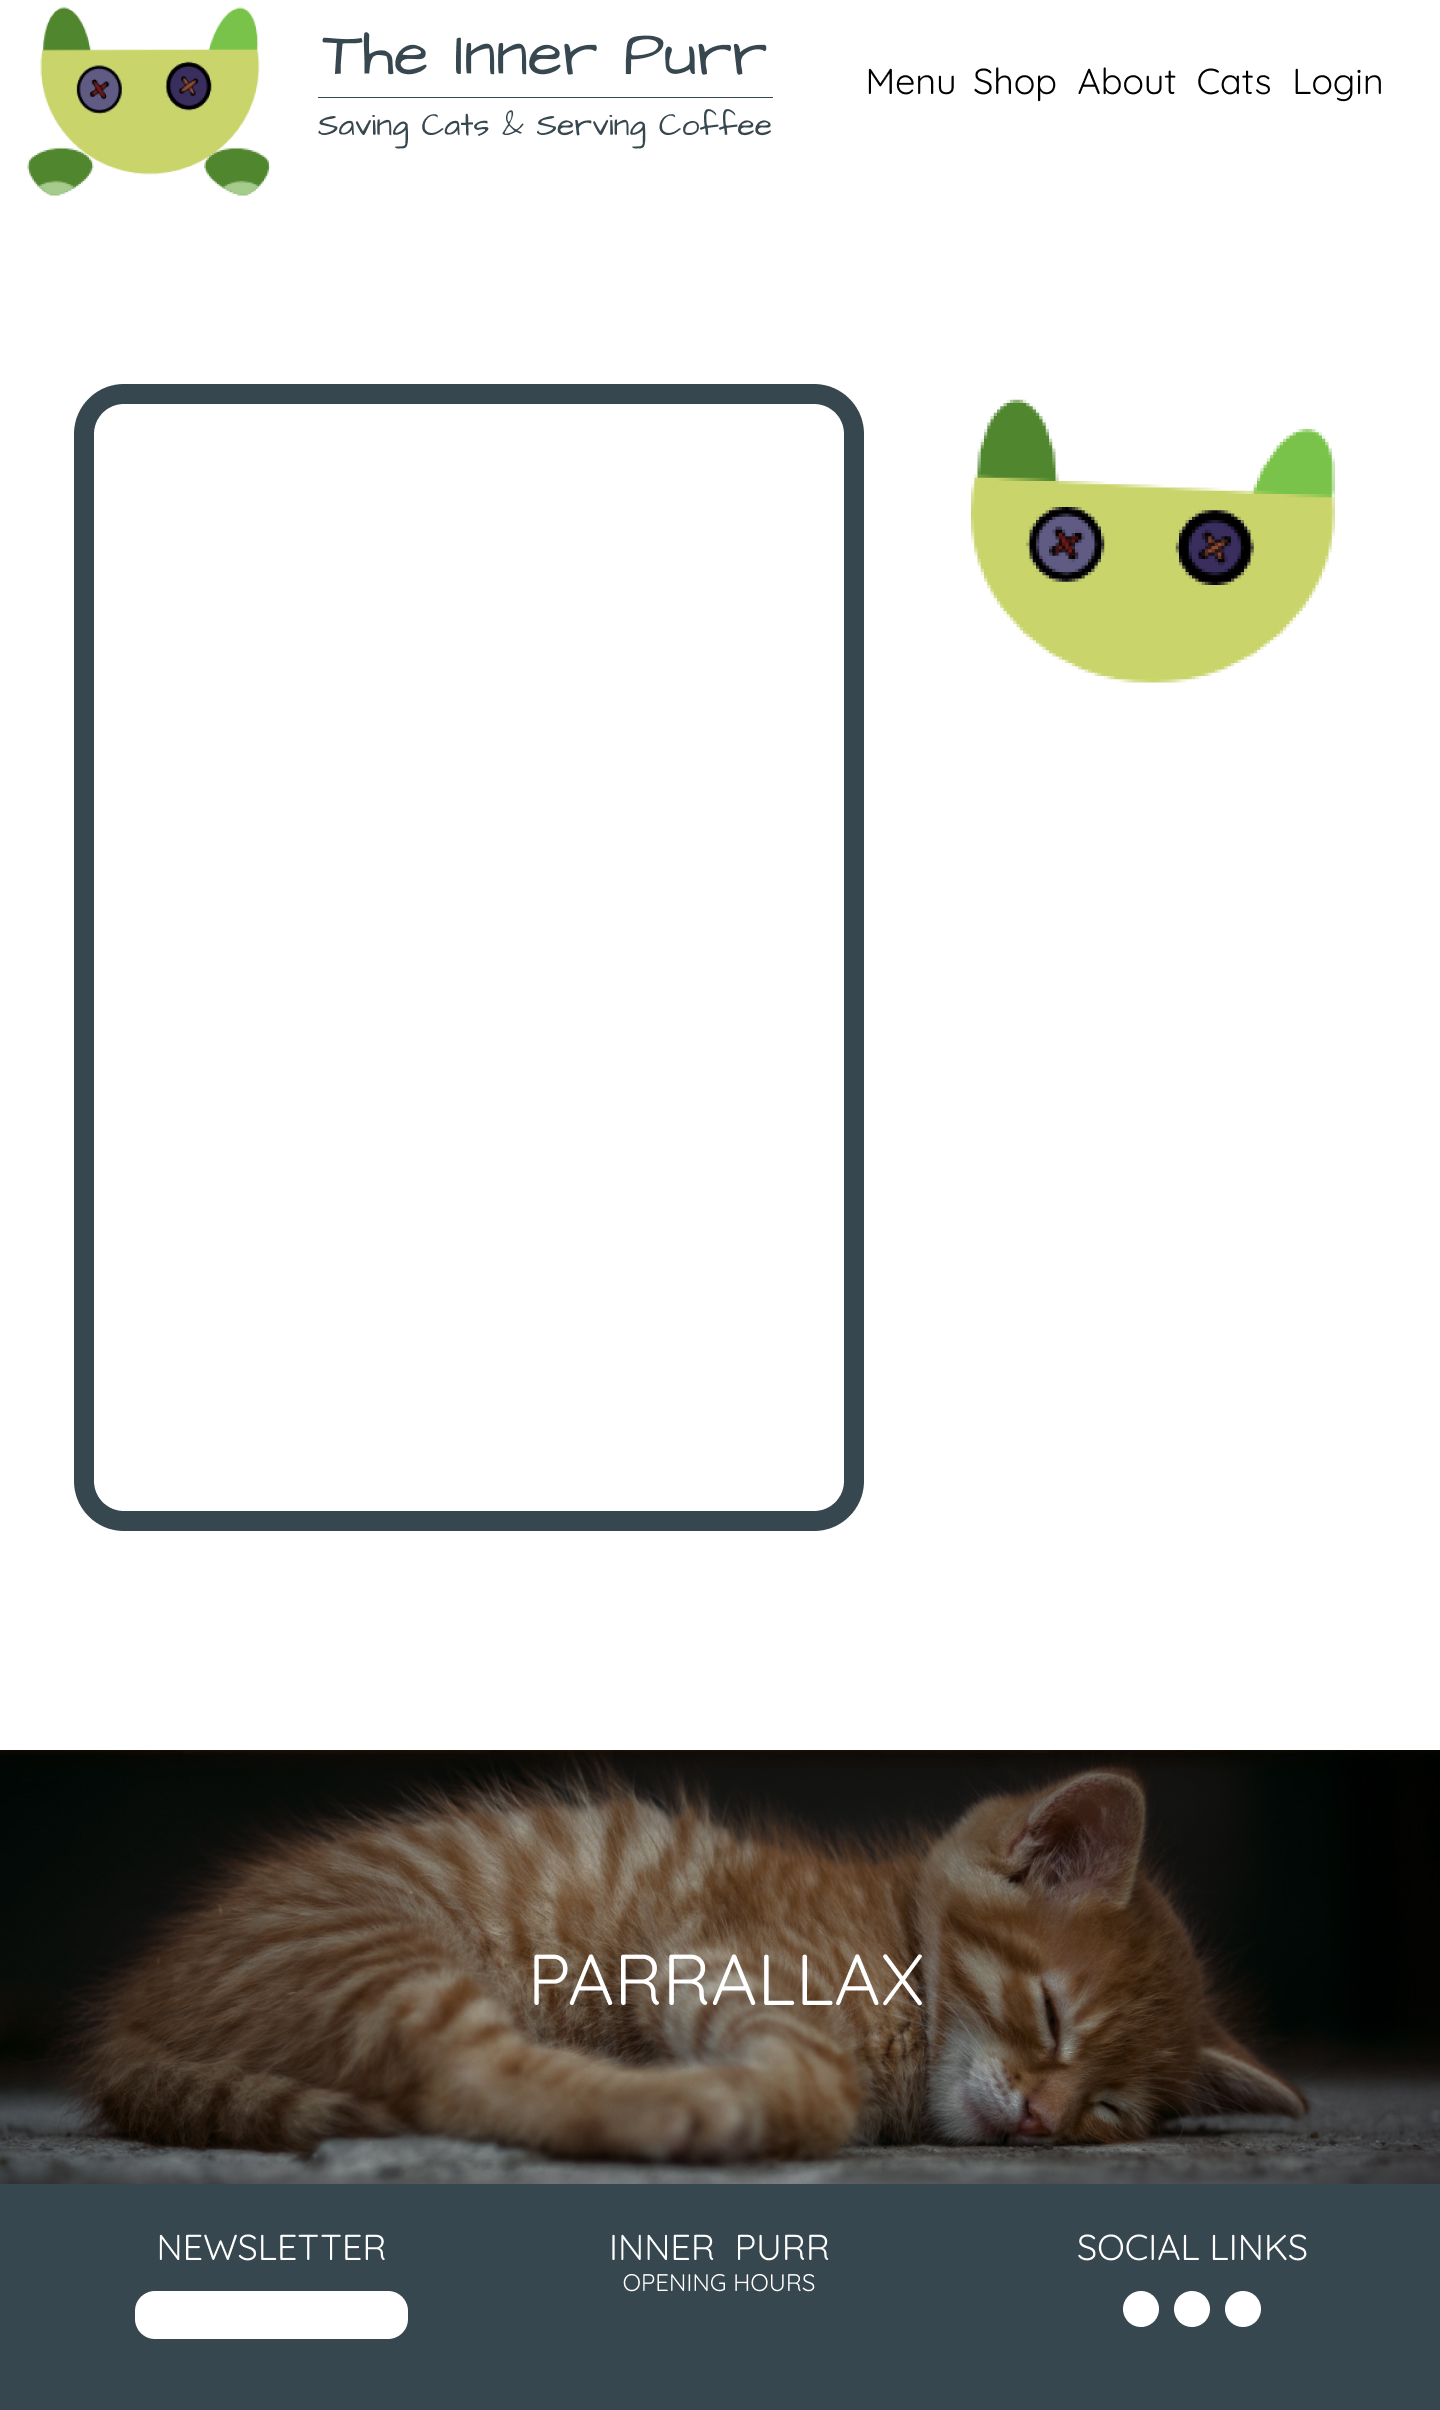 The Inner Purr
Saving Cats & Serving Coffee
Menu Shop About Cats Login
PARRALLAX
NEWSLETTER
INNER PURR
OPENING HOURS
SOCIAL LINKS